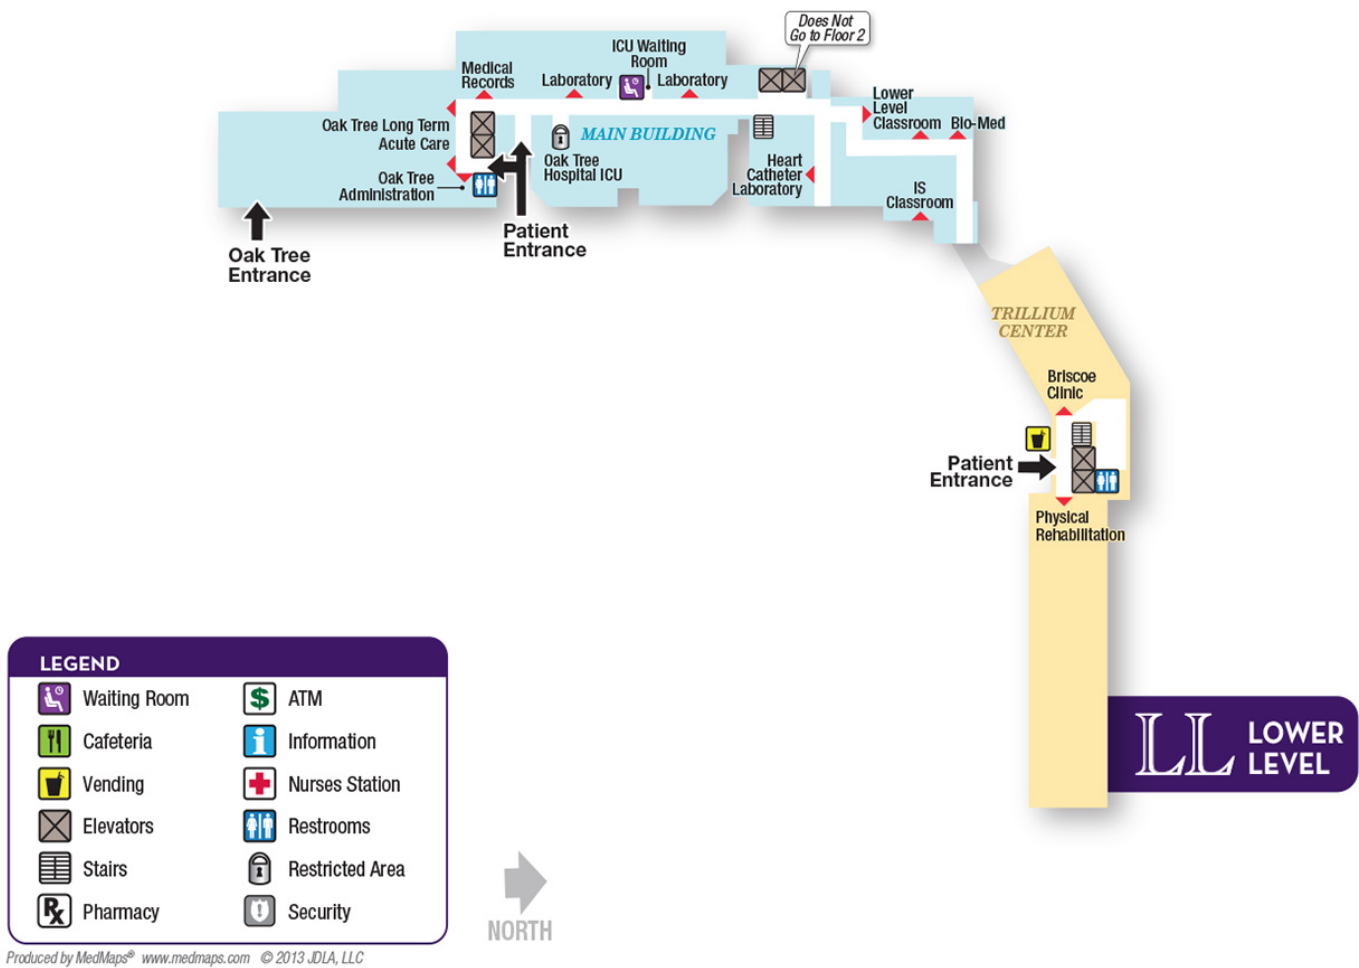 Does Not
Go to Floor 2
ICU Waiting
Room
Medical
Records
Laboratory
Laboratory
Lower
Level
Classroom
Bio-Med
Oak Tree Long Term
Acute Care
MAIN BUILDING
Oak Tree
Hospital ICU
Heart
Catheter
Laboratory
Oak Tree
Administration
IS
Classroom
Patient
Entrance
Oak Tree
Entrance
TRILLIUM
CENTER
Briscoe
Clinic
Patient
Entrance
Physical
Rehabilitation
LEGEND
Waiting Room
Cafeteria
Vending
Elevators
Stairs
Rx Pharmacy
$ ATM
i Information
Nurses Station
Restrooms
Restricted Area
Security
LL LOWER
LEVEL
NORTH
Produced by MedMaps® www.medmaps.com © 2013 JDLA, LLC